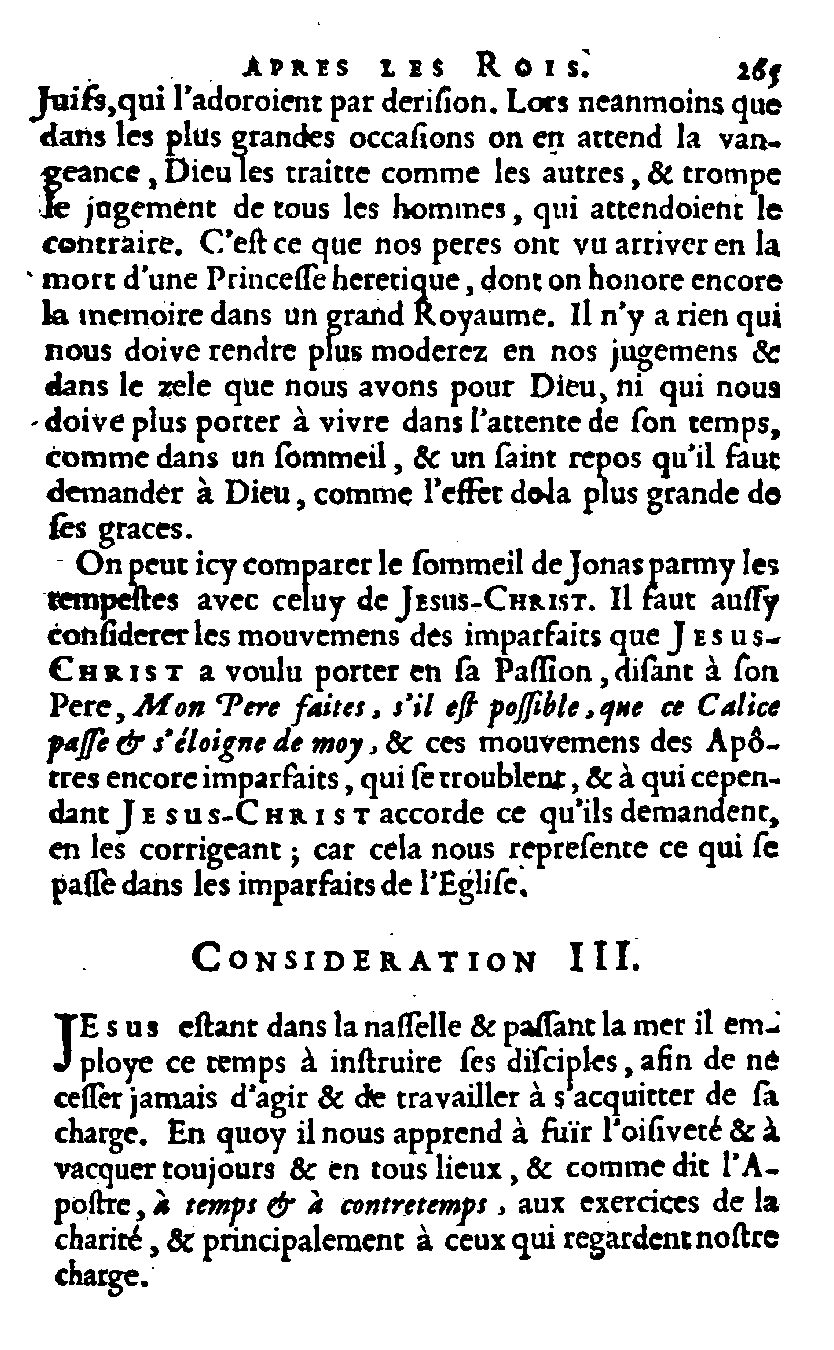 APRES LES ROIS. 265
Juifs, qui l'adoroient par deriſion. Lors neanmoins que
dans les plus grandes occaſions on en attend la van-
geance, Dieu les traitte comme les autres, & trompe
le jugement de tous les hommes, qui attendoient le
contraire. C'eſt ce que nos peres ont vu arriver en la
mort d'une Princeſſe heretique, dont on honore encore
la memoire dans un grand Royaume. Il n'y a rien qui
nous doive rendre plus moderez en nos jugemens &
dans le zele que nous avons pour Dieu, ni qui nous
doive plus porter à vivre dans l'attente de ſon temps,
comme dans un ſommeil, & un ſaint repos qu'il faut
demander à Dieu, comme l'effet de la plus grande de
ſes graces.
On peut icy comparer le ſommeil de Jonas parmy les
tempeſtes avec celuy de JESUS-CHRIST. Il faut auſſy
conſiderer les mouvemens des imparfaits que JESUS-
CHRIST a voulu porter en ſa Paſſion, diſant à ſon
Pere, Mon Pere faites, s'il eſt poſſible, que ce Calice
paſſe & s'éloigne de moy, & ces mouvemens des Apô-
tres encore imparfaits, qui ſe troublent, & à qui cepen-
dant JESUS-CHRIST accorde ce qu'ils demandent,
en les corrigeant ; car cela nous repreſente ce qui ſe
paſſe dans les imparfaits de l'Egliſe.
CONSIDERATION III.
JESUS eſtant dans la naſſelle & paſſant la mer il em-
ploye ce temps à inſtruire ſes diſciples, afin de ne
ceſſer jamais d'agir & de travailler à s'acquitter de ſa
charge. En quoy il nous apprend à fuïr l'oiſiveté & à
vacquer toujours & en tous lieux, & comme dit l'A-
poſtre, à temps & à contretemps, aux exercices de la
charité, & principalement à ceux qui regardent noſtre
charge.